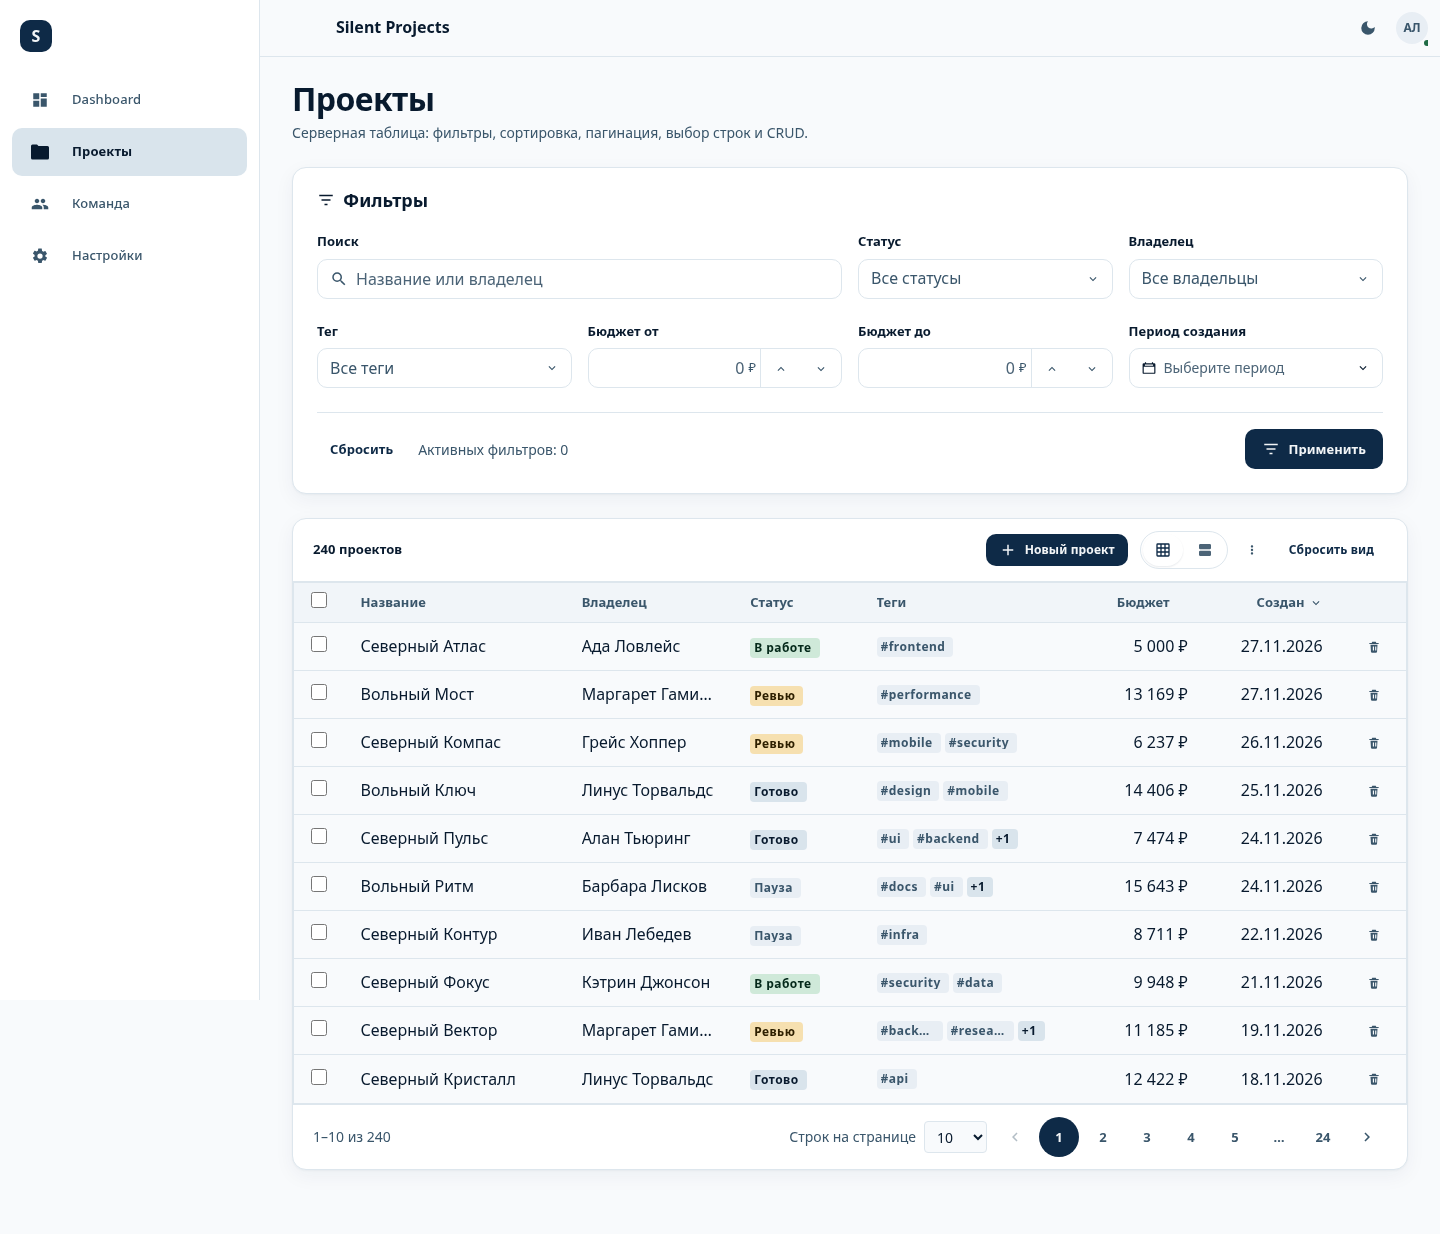 S
Silent Projects
АЛ
Dashboard
Проекты
Команда
Настройки
Проекты
Серверная таблица: фильтры, сортировка, пагинация, выбор строк и CRUD.
Фильтры
Поиск Статус Владелец
Название или владелец Все статусы Все владельцы
Тег Бюджет от Бюджет до Период создания
Все теги 0 ₽ 0 ₽ Выберите период
Сбросить Активных фильтров: 0 Применить
240 проектов Новый проект Сбросить вид
Название Владелец Статус Теги Бюджет Создан
Северный Атлас Ада Ловлейс В работе #frontend 5 000 ₽ 27.11.2026
Вольный Мост Маргарет Гами... Ревью #performance 13 169 ₽ 27.11.2026
Северный Компас Грейс Хоппер Ревью #mobile #security 6 237 ₽ 26.11.2026
Вольный Ключ Линус Торвальдс Готово #design #mobile 14 406 ₽ 25.11.2026
Северный Пульс Алан Тьюринг Готово #ui #backend +1 7 474 ₽ 24.11.2026
Вольный Ритм Барбара Лисков Пауза #docs #ui +1 15 643 ₽ 24.11.2026
Северный Контур Иван Лебедев Пауза #infra 8 711 ₽ 22.11.2026
Северный Фокус Кэтрин Джонсон В работе #security #data 9 948 ₽ 21.11.2026
Северный Вектор Маргарет Гами... Ревью #back... #resea... +1 11 185 ₽ 19.11.2026
Северный Кристалл Линус Торвальдс Готово #api 12 422 ₽ 18.11.2026
1–10 из 240 Строк на странице 10 1 2 3 4 5 ... 24